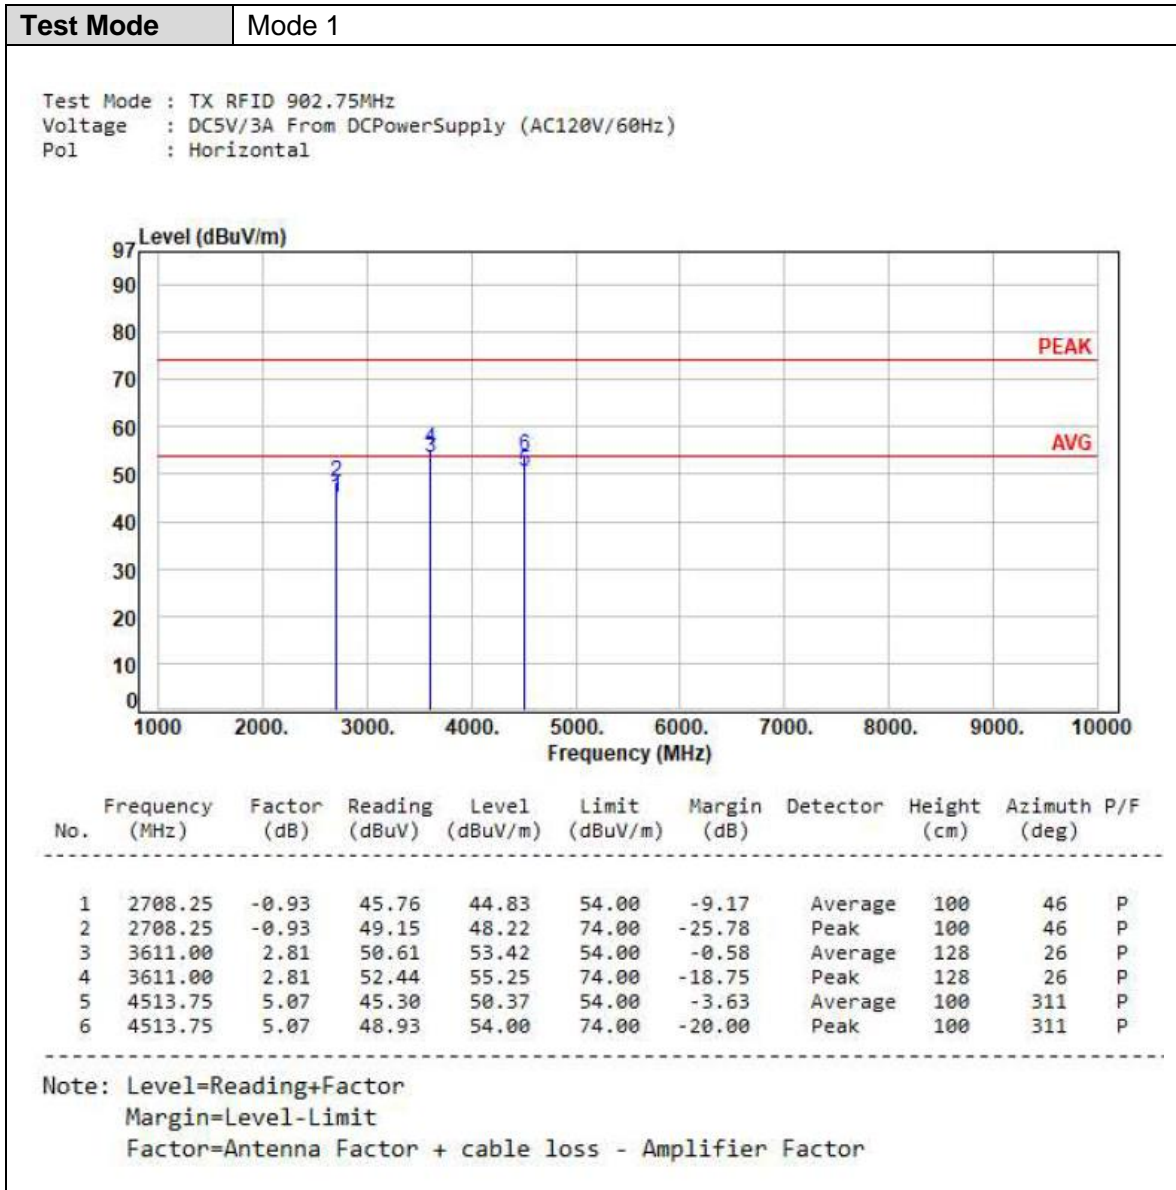 Test Mode Mode 1
Test Mode : TX RFID 902.75MHz
Voltage : DC5V/3A From DCPowerSupply (AC120V/60Hz)
Pol : Horizontal
Level (dBuV/m)
97
90
80
PEAK
70
60
AVG
50
40
30
20
10
0
4
3
6
5
2
1
1000 2000. 3000. 4000. 5000. 6000. 7000. 8000. 9000. 10000
Frequency (MHz)
Frequency Factor Reading Level Limit Margin Detector Height Azimuth P/F
No. (MHz) (dB) (dBuV) (dBuV/m) (dBuV/m) (dB) (cm) (deg)
1 2708.25 -0.93 45.76 44.83 54.00 -9.17 Average 100 46 P
2 2708.25 -0.93 49.15 48.22 74.00 -25.78 Peak 100 46 P
3 3611.00 2.81 50.61 53.42 54.00 -0.58 Average 128 26 P
4 3611.00 2.81 52.44 55.25 74.00 -18.75 Peak 128 26 P
5 4513.75 5.07 45.30 50.37 54.00 -3.63 Average 100 311 P
6 4513.75 5.07 48.93 54.00 74.00 -20.00 Peak 100 311 P
Note: Level=Reading+Factor
Margin=Level-Limit
Factor=Antenna Factor + cable loss - Amplifier Factor